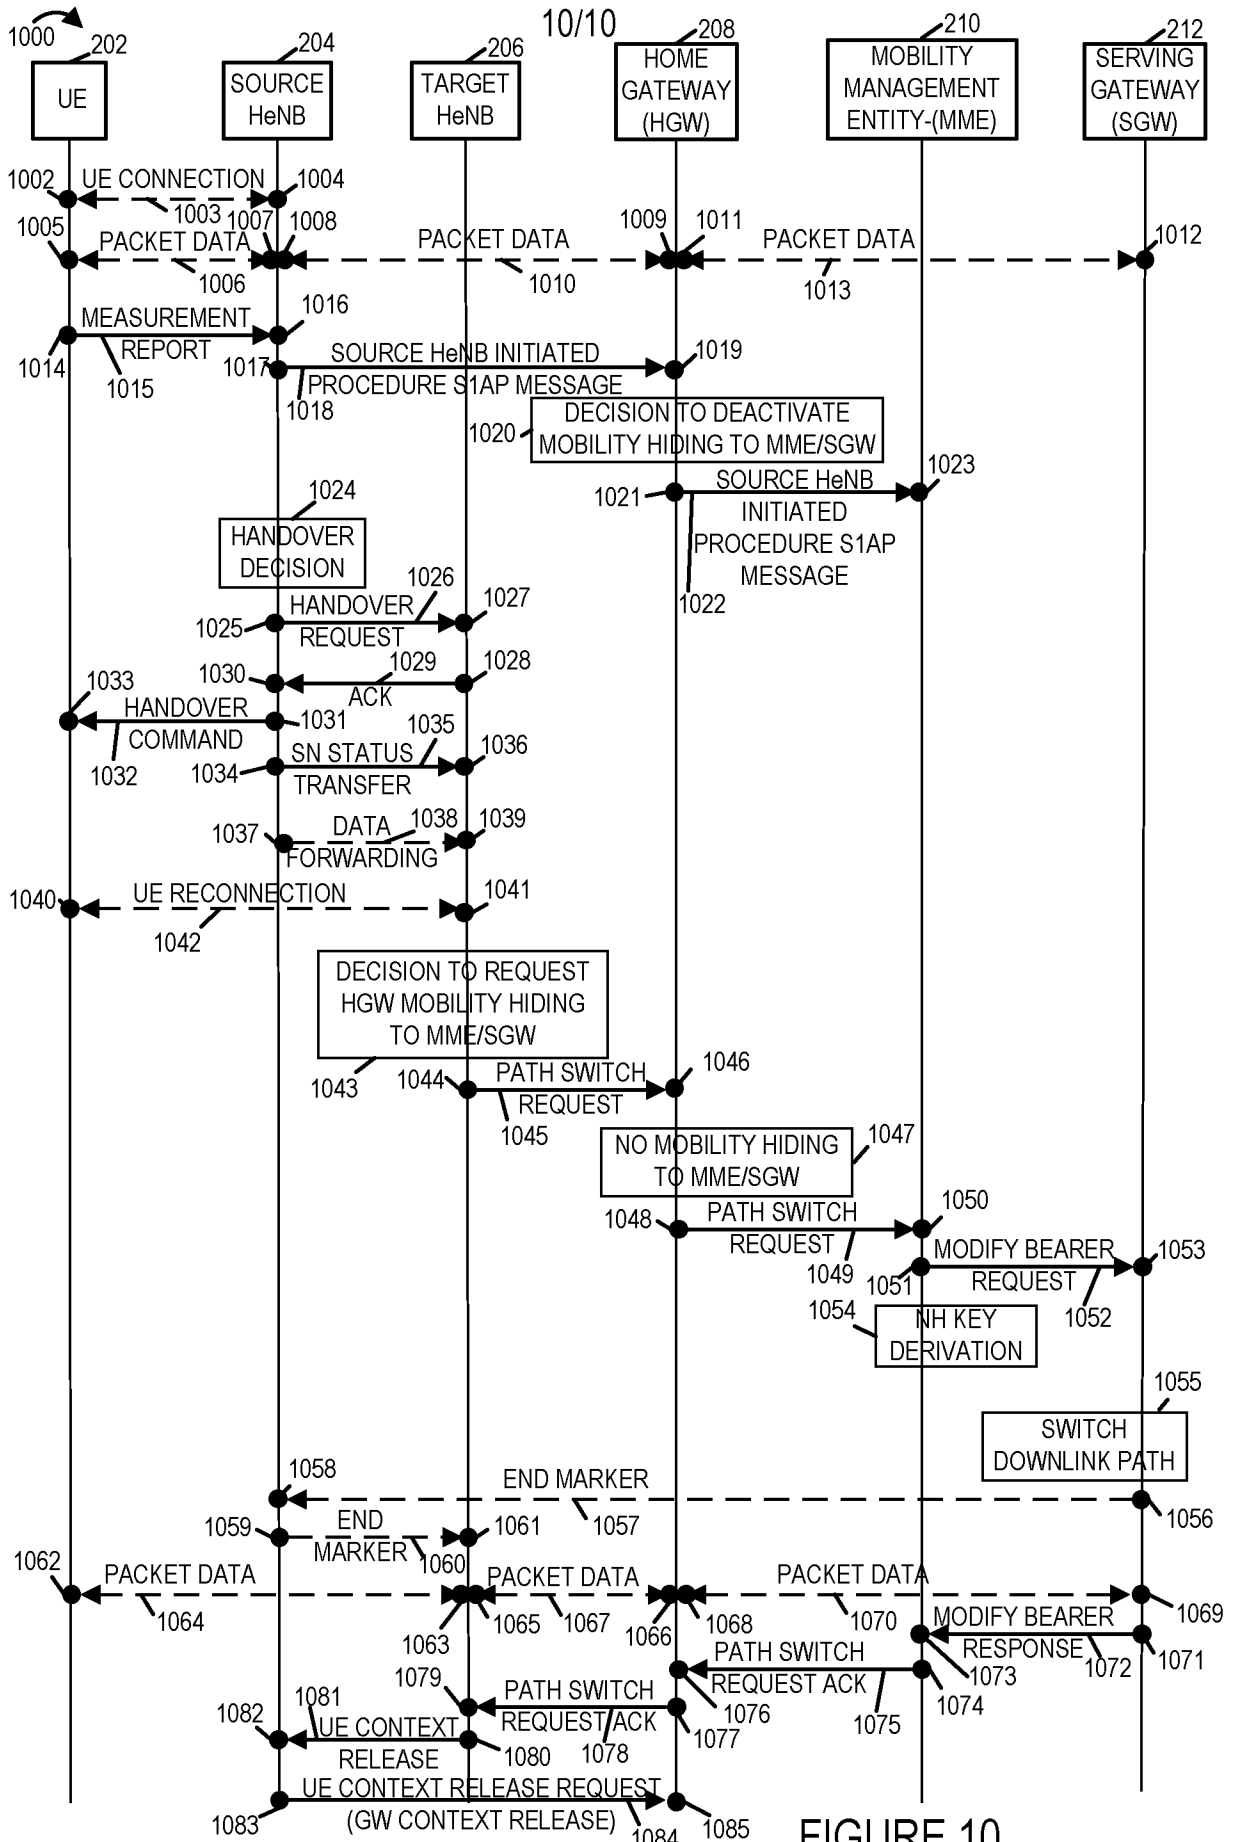 10/10
1000
202
204
206
208
210
212
UE
SOURCE
HeNB
TARGET
HeNB
HOME
GATEWAY
(HGW)
MOBILITY
MANAGEMENT
ENTITY-(MME)
SERVING
GATEWAY
(SGW)
1002
UE CONNECTION
1004
1003
1005
PACKET DATA
1007
1008
PACKET DATA
1009
1011
PACKET DATA
1012
1006
1010
1013
MEASUREMENT
REPORT
1016
1014
1015
1017
SOURCE HeNB INITIATED
PROCEDURE S1AP MESSAGE
1019
1018
1020
DECISION TO DEACTIVATE
MOBILITY HIDING TO MME/SGW
1021
SOURCE HeNB
INITIATED
PROCEDURE S1AP
MESSAGE
1023
1022
1024
HANDOVER
DECISION
1026
1025
HANDOVER
REQUEST
1027
1030
1029
ACK
1028
1033
HANDOVER
COMMAND
1031
1032
1035
1034
SN STATUS
TRANSFER
1036
1037
DATA
FORWARDING
1038
1039
1040
UE RECONNECTION
1041
1042
DECISION TO REQUEST
HGW MOBILITY HIDING
TO MME/SGW
1043
1044
PATH SWITCH
REQUEST
1046
1045
NO MOBILITY HIDING
TO MME/SGW
1047
1048
PATH SWITCH
REQUEST
1050
1049
1051
MODIFY BEARER
REQUEST
1053
1052
1054
NH KEY
DERIVATION
1055
SWITCH
DOWNLINK PATH
1058
END MARKER
1057
1056
1059
END
MARKER
1060
1061
1062
PACKET DATA
PACKET DATA
PACKET DATA
1064
1063
1065
1067
1066
1068
1070
1069
MODIFY BEARER
RESPONSE
1072
1071
1073
PATH SWITCH
REQUEST ACK
1074
1075
1076
1079
PATH SWITCH
REQUEST ACK
1077
1078
1082
1081
UE CONTEXT
RELEASE
1080
UE CONTEXT RELEASE REQUEST
(GW CONTEXT RELEASE)
1083
1084
1085
FIGURE 10